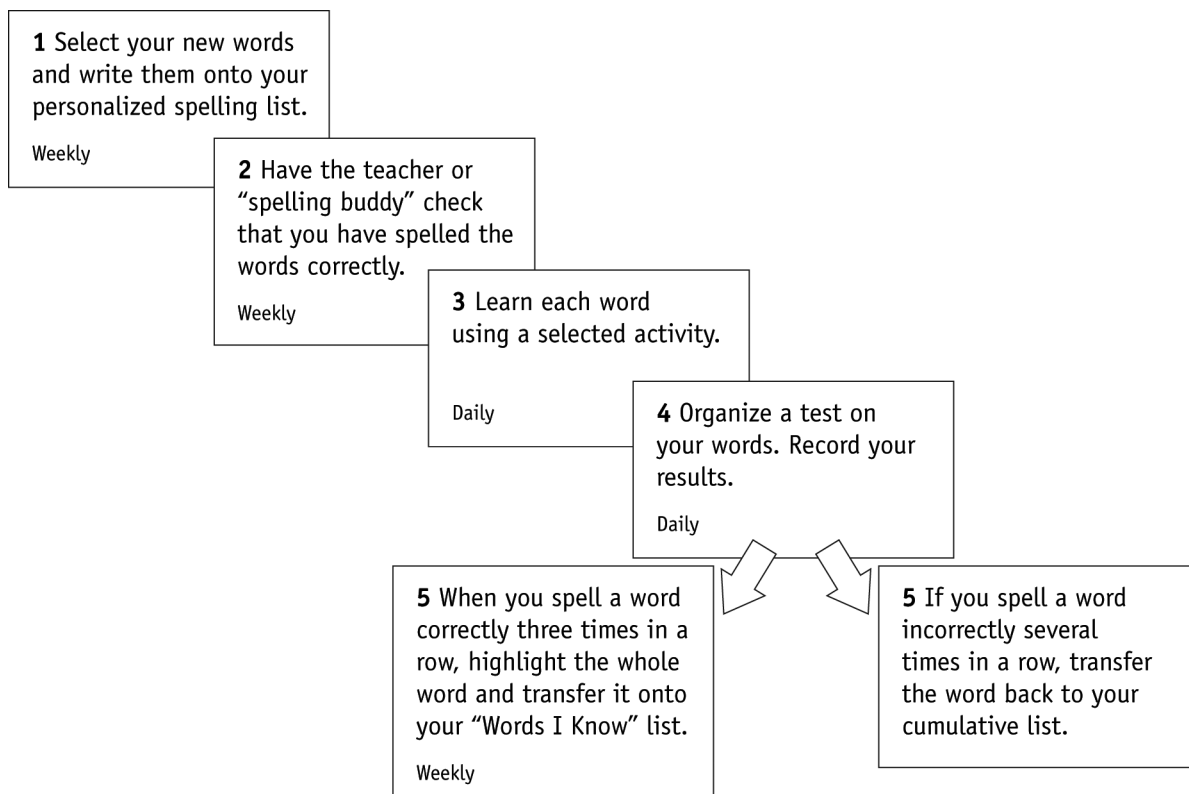 1 Select your new words
and write them onto your
personalized spelling list.
Weekly
2 Have the teacher or
“spelling buddy” check
that you have spelled the
words correctly.
Weekly
3 Learn each word
using a selected activity.
Daily
4 Organize a test on
your words. Record your
results.
Daily
5 When you spell a word
correctly three times in a
row, highlight the whole
word and transfer it onto
your “Words I Know” list.
Weekly
5 If you spell a word
incorrectly several
times in a row, transfer
the word back to your
cumulative list.